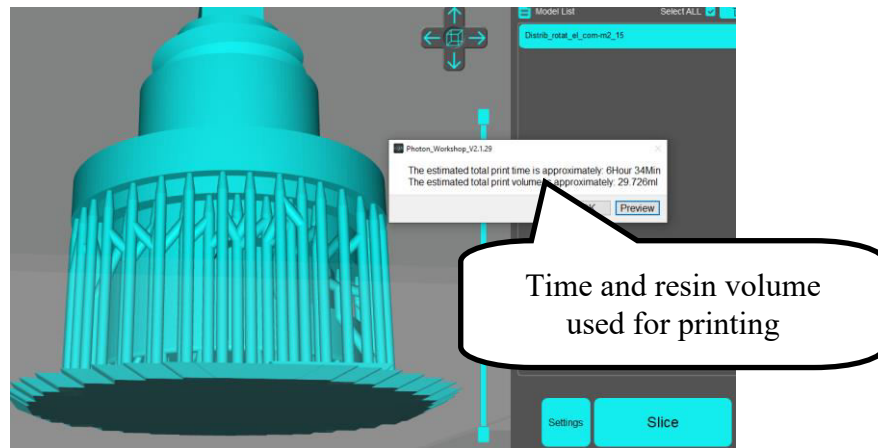 Model List
Select ALL
Distrib_rotat_el_com-m2_15
Photon_Workshop_V2.1.29
The estimated total print time is approximately: 6Hour 34Min
The estimated total print volume is approximately: 29.726ml
Preview
Time and resin volume
used for printing
Settings
Slice